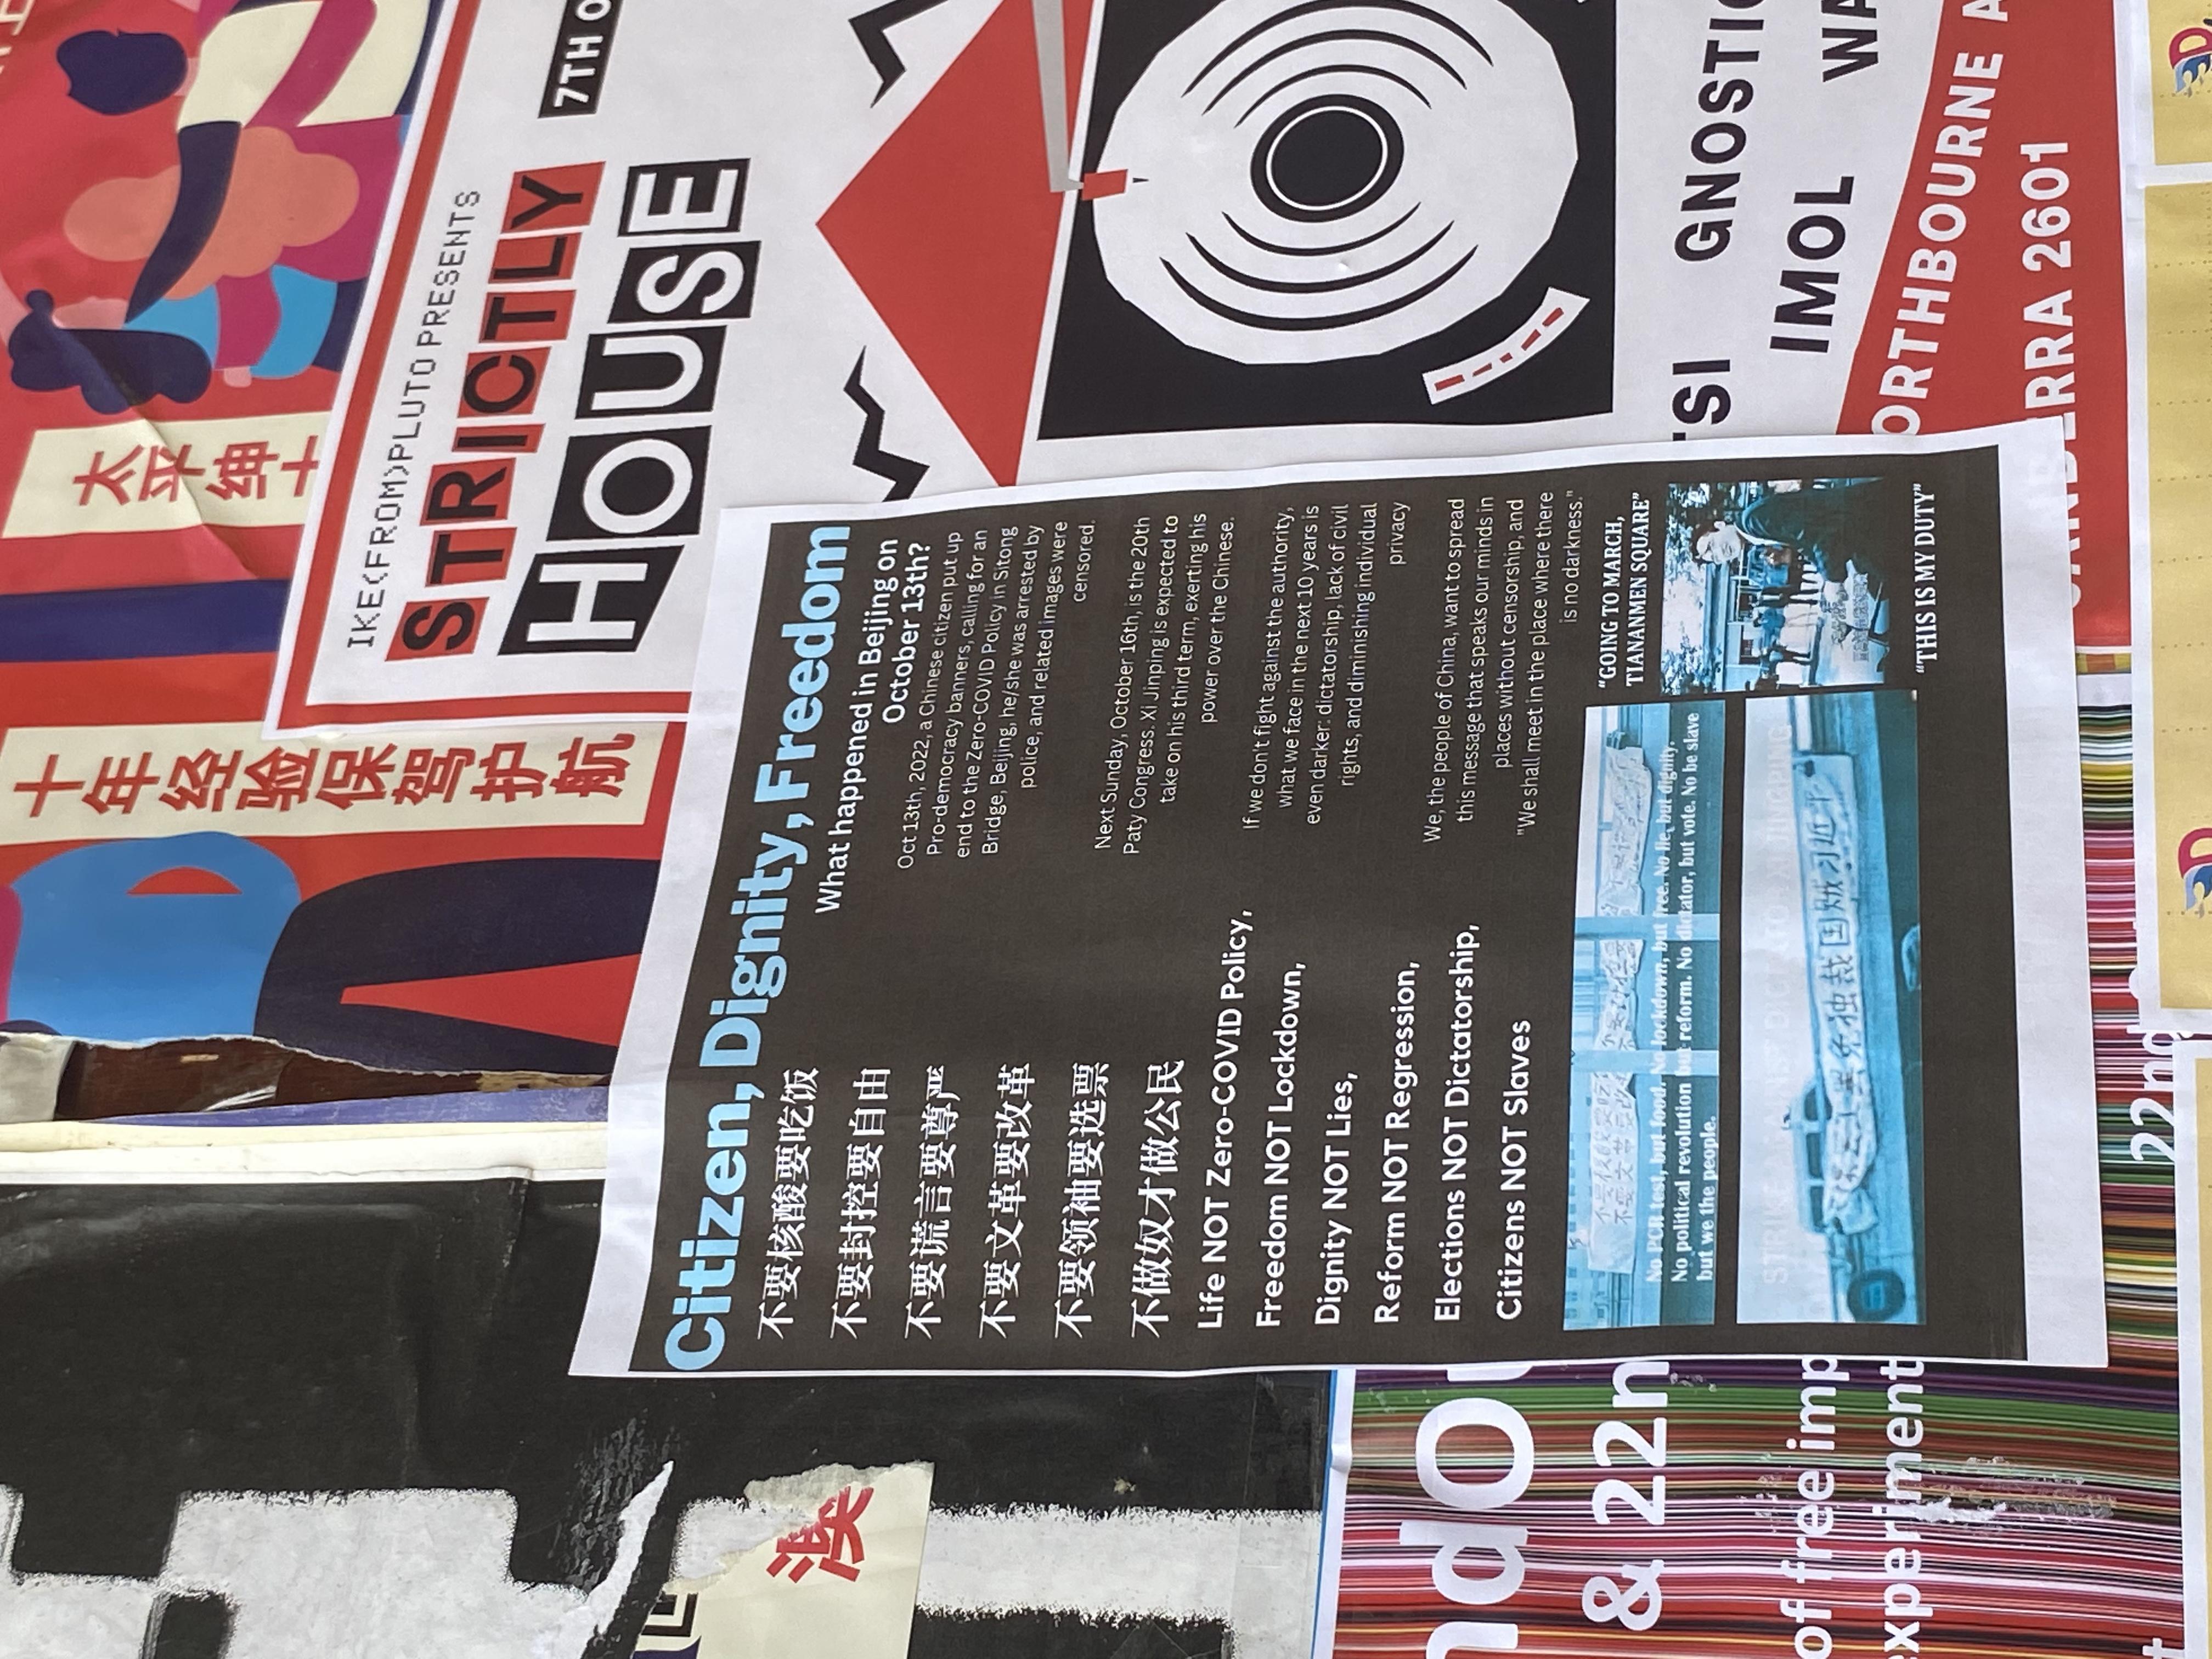 太平绅士
十年经验保驾护航
IKE(FROM)PLUTO PRESENTS
STRICTLY
7TH O
HOUSE
GNOSTIC
IMOL WA
ORTHBOURNE A
RRA 2601
Citizen, Dignity, Freedom
不要核酸要吃饭
不要封控要自由
不要谎言要尊严
不要文革要改革
不要领袖要选票
不做奴才做公民
Life NOT Zero-COVID Policy,
Freedom NOT Lockdown,
Dignity NOT Lies,
Reform NOT Regression,
Elections NOT Dictatorship,
Citizens NOT Slaves
What happened in Beijing on
October 13th?
Oct 13th, 2022, a Chinese citizen put up
Pro-democracy banners, calling for an
end to the Zero-COVID Policy in Sitong
Bridge, Beijing, he/she was arrested by
police, and related images were
censored.
Next Sunday, October 16th, is the 20th
Paty Congress. Xi Jinping is expected to
take on his third term, exerting his
power over the Chinese.
If we don't fight against the authority,
what we face in the next 10 years is
even darker: dictatorship, lack of civil
rights, and diminishing individual
privacy
We, the people of China, want to spread
this message that speaks our minds in
places without censorship, and
"We shall meet in the place where there
is no darkness."
No PCR test, but food. No lockdown, but free. No lie, but dignity.
No political revolution but reform. No dictator, but vote. No be slave
but we the people.
"GOING TO MARCH,
TIANANMEN SQUARE"
"THIS IS MY DUTY"
罢免独裁国贼习近平
澳
ndO
& 22n
of free imp
experiment
22nd